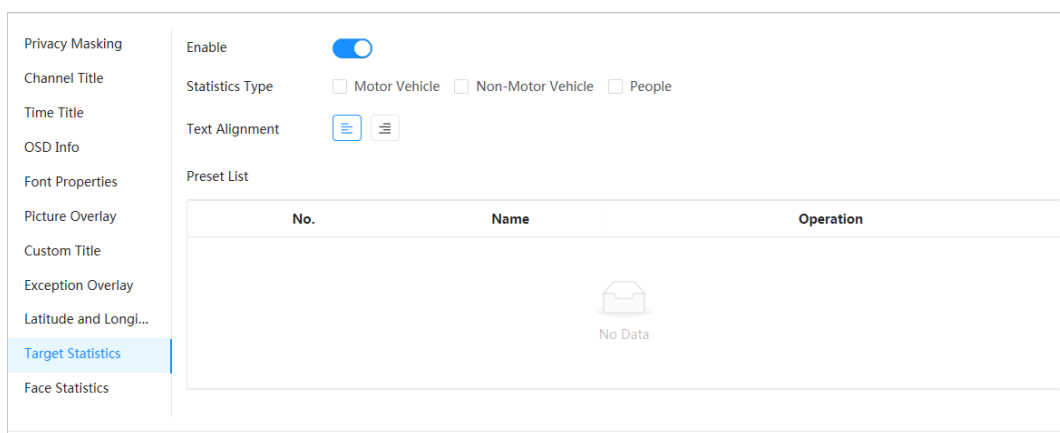 Privacy Masking
Channel Title
Time Title
OSD Info
Font Properties
Picture Overlay
Custom Title
Exception Overlay
Latitude and Longi...
Target Statistics
Face Statistics
Enable
Statistics Type Motor Vehicle Non-Motor Vehicle People
Text Alignment
Preset List
No. Name Operation
No Data